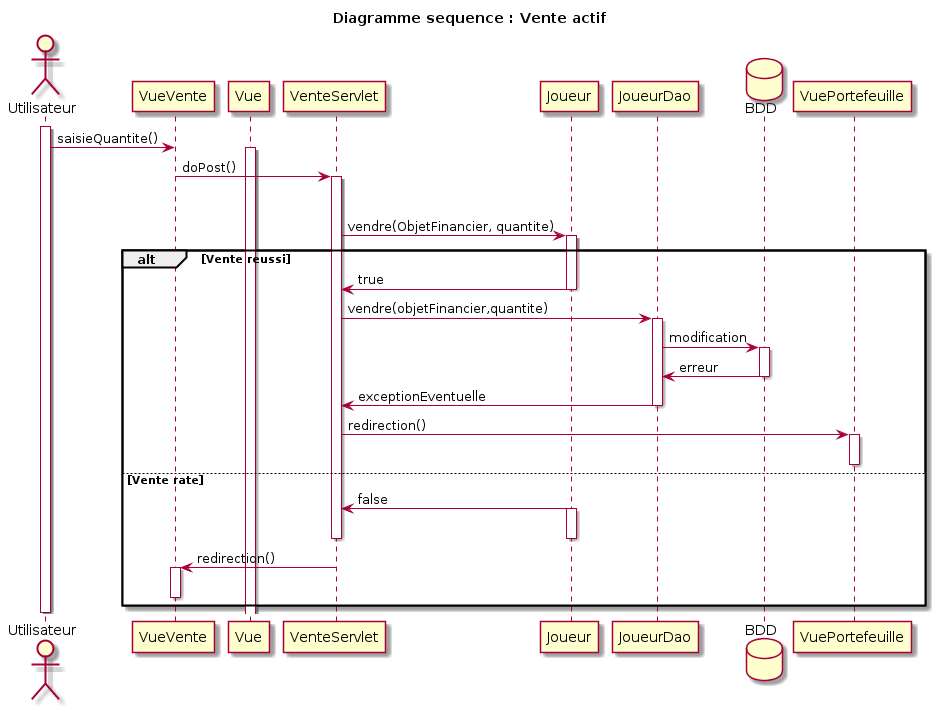 Diagramme sequence : Vente actif
Utilisateur
VueVente
Vue
VenteServlet
Joueur
JoueurDao
BDD
VuePortefeuille
saisieQuantite()
doPost()
vendre(ObjetFinancier, quantite)
alt
[Vente reussi]
true
vendre(objetFinancier,quantite)
modification
erreur
exceptionEventuelle
redirection()
[Vente rate]
false
redirection()
Utilisateur
VueVente
Vue
VenteServlet
Joueur
JoueurDao
BDD
VuePortefeuille